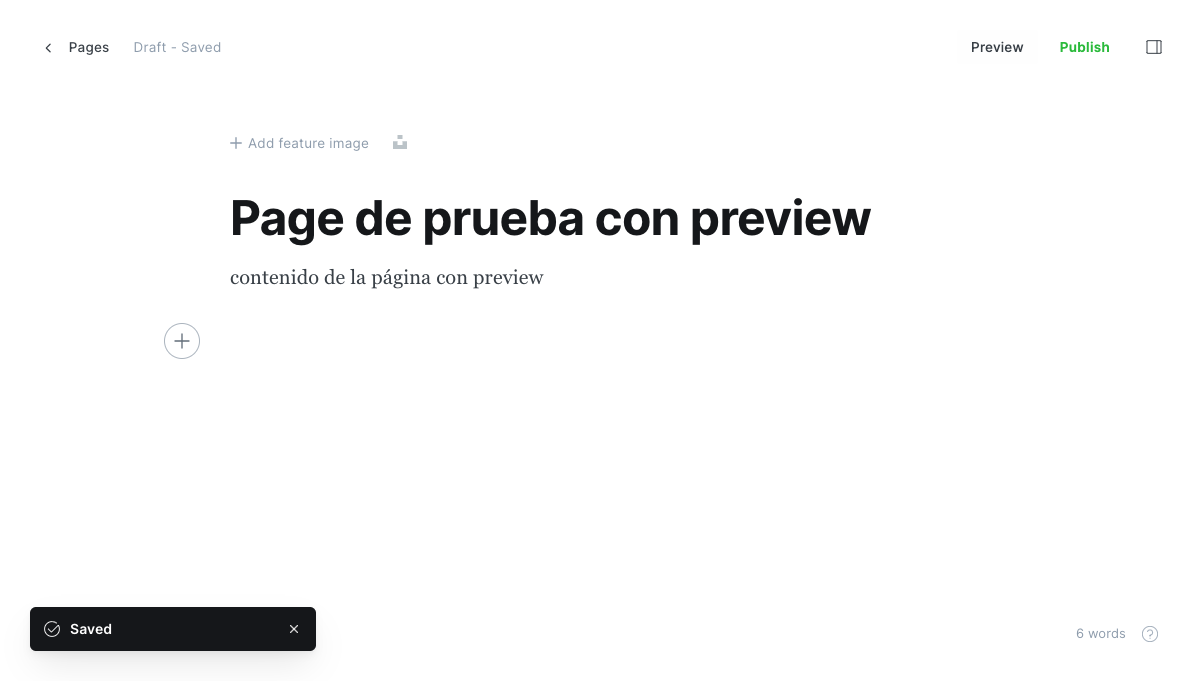 Pages Draft - Saved Preview Publish
Add feature image
Page de prueba con preview
contenido de la página con preview
Saved
6 words